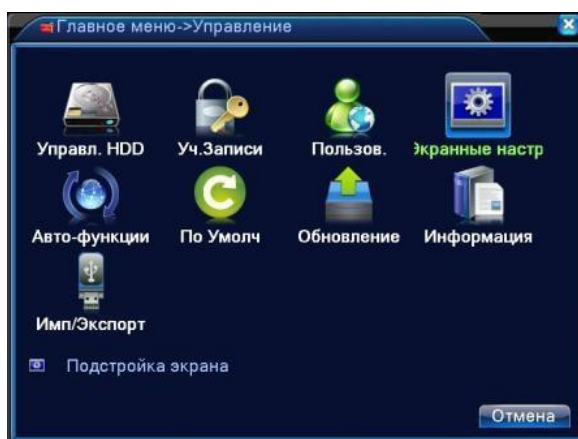 Главное меню->Управление
Управл. HDD Уч.Записи Пользов. Экранные настр
Авто-функции По Умолч Обновление Информация
Имп/Экспорт
Подстройка экрана
Отмена